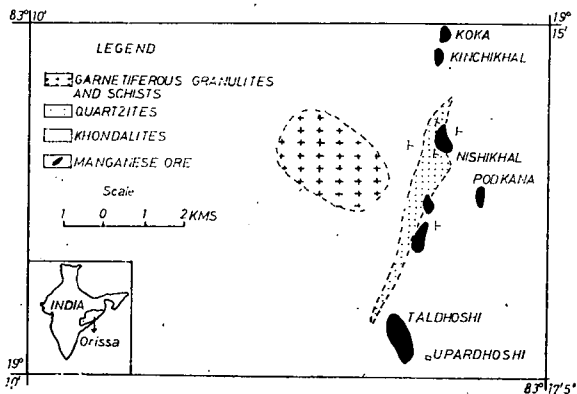 83° 10'
19°
15'
KOKA
KINCHIKHAL
LEGEND
GARNETIFEROUS GRANULITES
AND SCHISTS
QUARTZITES
KHONDALITES
MANGANESE ORE
Scale
1 0 1 2 KMS
NISHIKHAL
PODKANA
INDIA
Orissa
TALDHOSHI
UPARDHOSHI
19°
10'
83° 17'5"